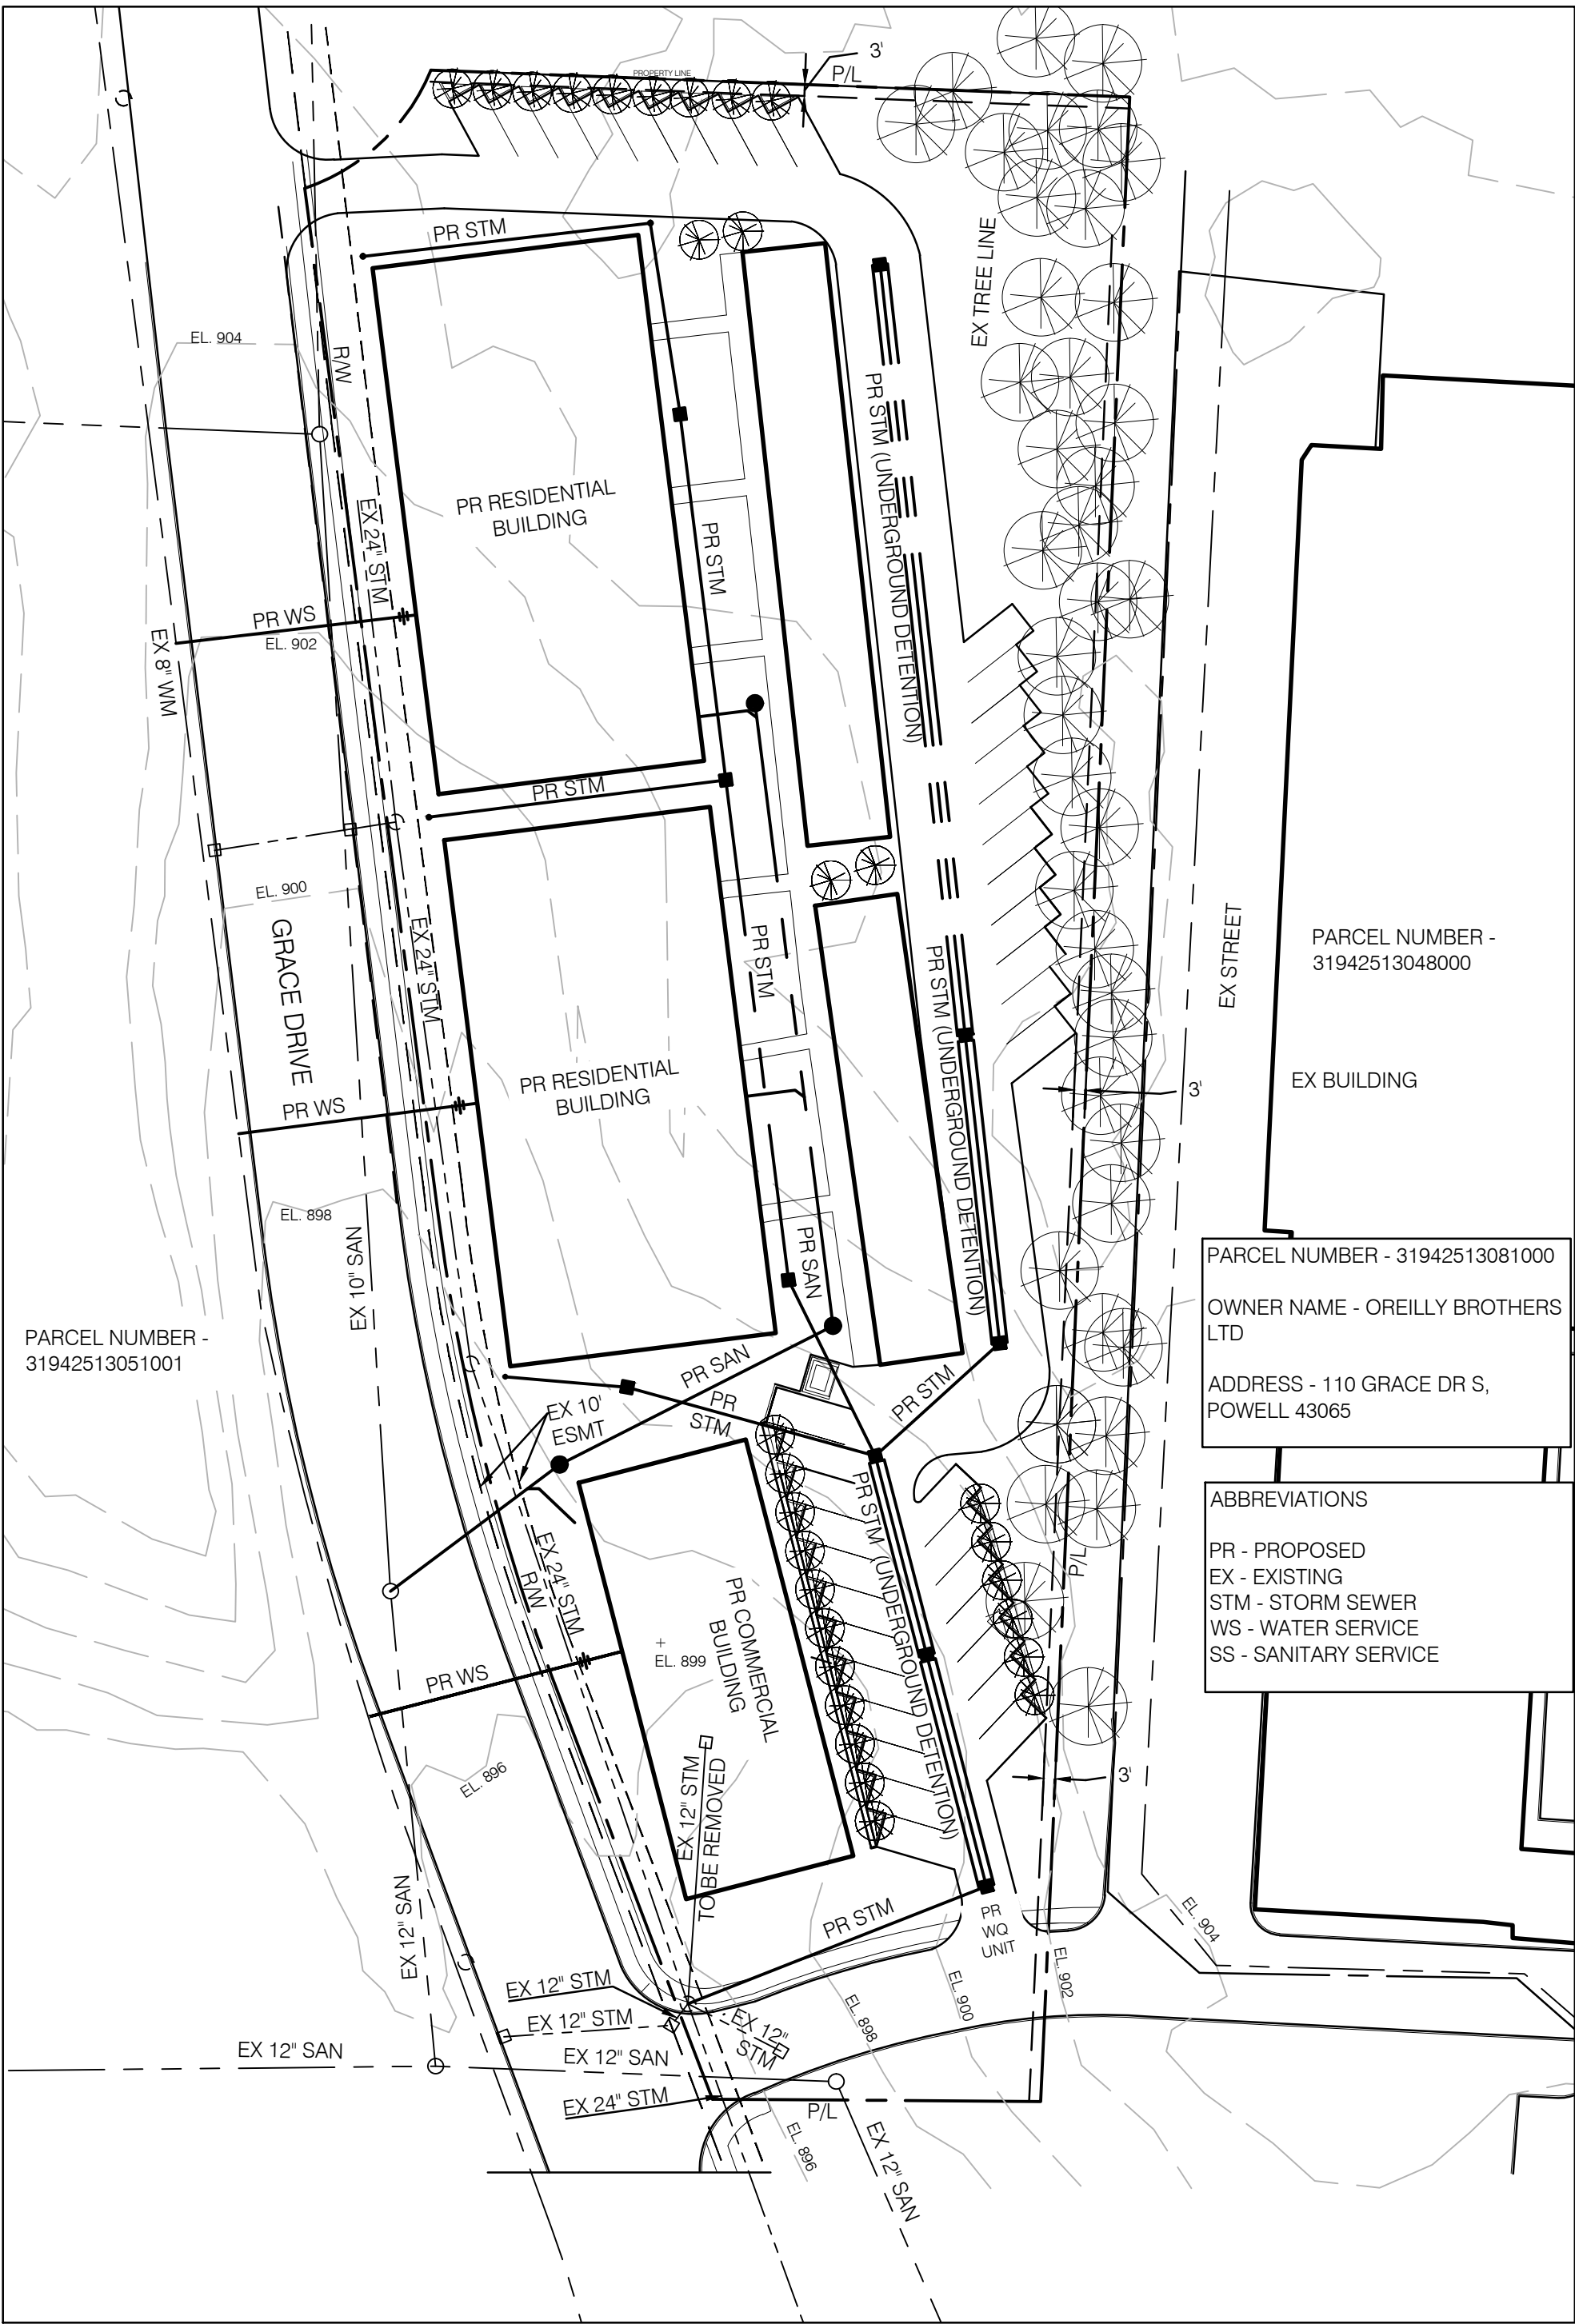 3'
PROPERTY LINE
P/L
PR STM
EX TREE LINE
EL. 904
R/W
PR STM (UNDERGROUND DETENTION)
PR RESIDENTIAL
BUILDING
EX 24" STM
PR STM
PR WS
EL. 902
EX 8" WM
PR STM
EL. 900
GRACE DRIVE
EX 24" STM
PR STM
PR STM (UNDERGROUND DETENTION)
EX STREET
PARCEL NUMBER -
31942513048000
PR RESIDENTIAL
BUILDING
3'
EX BUILDING
PR WS
EL. 898
EX 10" SAN
PR SAN
PARCEL NUMBER - 31942513081000
OWNER NAME - OREILLY BROTHERS
LTD
ADDRESS - 110 GRACE DR S,
POWELL 43065
PARCEL NUMBER -
31942513051001
PR SAN
PR
STM
PR STM
EX 10'
ESMT
ABBREVIATIONS
PR - PROPOSED
EX - EXISTING
STM - STORM SEWER
WS - WATER SERVICE
SS - SANITARY SERVICE
PR STM (UNDERGROUND DETENTION)
P/L
EX 24" STM
R/W
PR COMMERCIAL
BUILDING
EL. 899
PR WS
EX 12" STM
TO BE REMOVED
3'
EL. 896
EX 12" SAN
PR STM
PR
WQ
UNIT
EL. 904
EL. 902
EL. 900
EL. 898
EX 12" STM
EX 12" STM
EX 12"
STM
EX 12" SAN
EX 12" SAN
EX 24" STM
P/L
EL. 896
EX 12" SAN